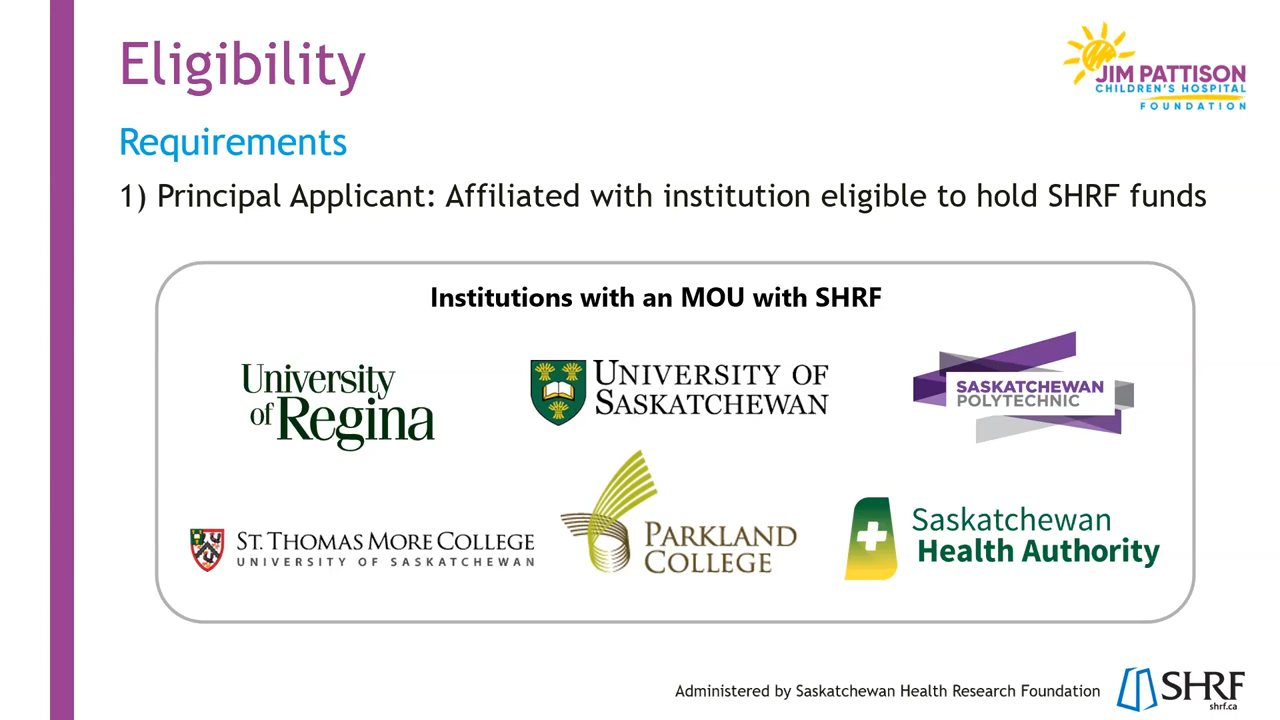 Eligibility
JIM PATTISON
CHILDREN'S HOSPITAL
FOUNDATION
Requirements
1) Principal Applicant: Affiliated with institution eligible to hold SHRF funds
Institutions with an MOU with SHRF
University
of Regina
UNIVERSITY OF
SASKATCHEWAN
SASKATCHEWAN
POLYTECHNIC
ST. THOMAS MORE COLLEGE
UNIVERSITY OF SASKATCHEWAN
PARKLAND
COLLEGE
Saskatchewan
Health Authority
Administered by Saskatchewan Health Research Foundation
SHRF
shrf.ca